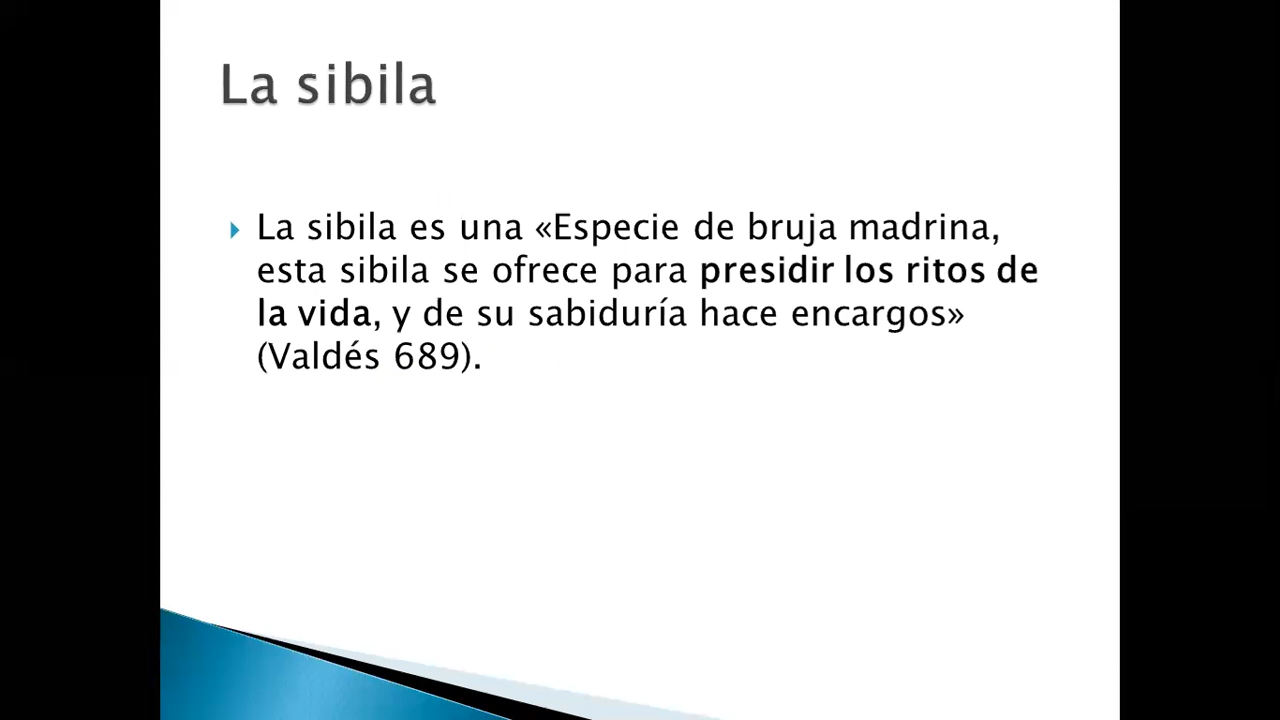 La sibila
La sibila es una «Especie de bruja madrina,
esta sibila se ofrece para presidir los ritos de
la vida, y de su sabiduría hace encargos»
(Valdés 689).